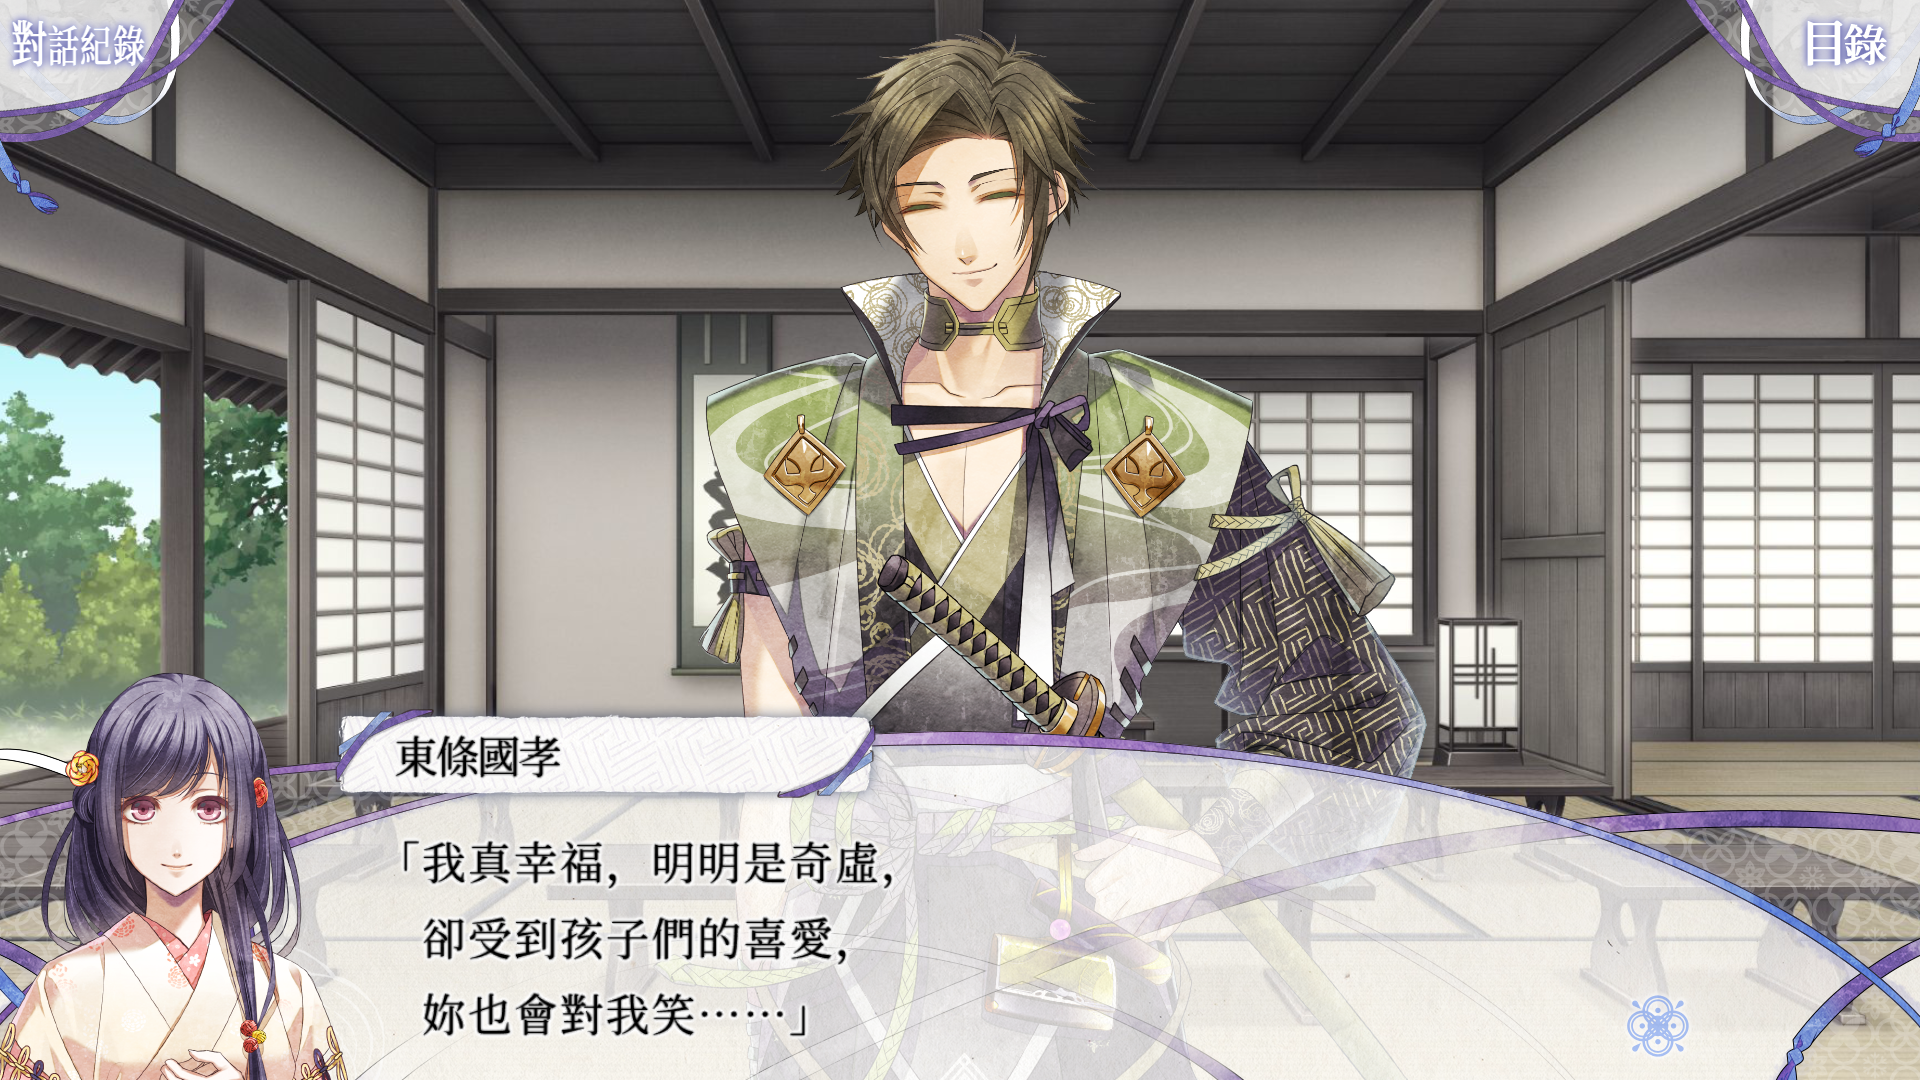 對話紀錄
目錄
東條國孝
「我真幸福，明明是奇虛，
卻受到孩子們的喜愛，
妳也會對我笑……」